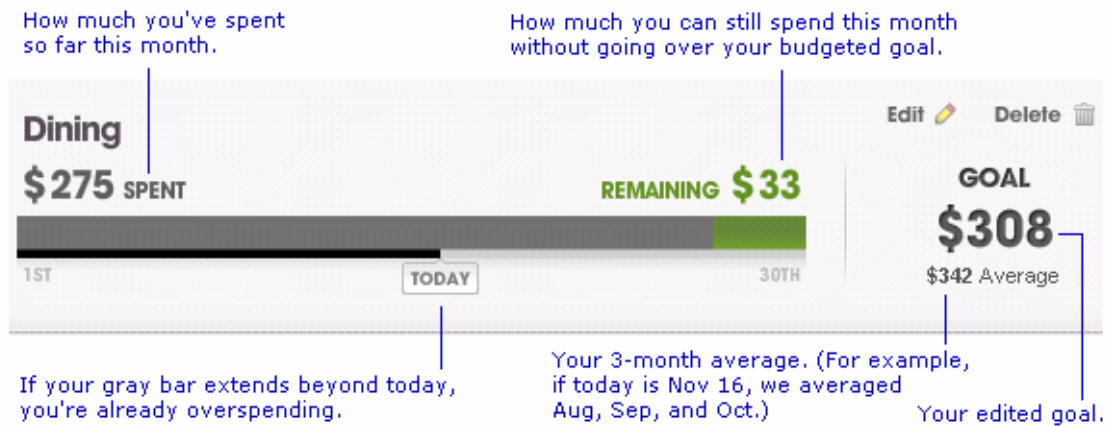 How much you've spent
so far this month.
How much you can still spend this month
without going over your budgeted goal.
Edit
Delete
Dining
$275 SPENT
REMAINING $33
GOAL
$308
$342 Average
1ST
TODAY
30TH
If your gray bar extends beyond today,
you're already overspending.
Your 3-month average. (For example,
if today is Nov 16, we averaged
Aug, Sep, and Oct.)
Your edited goal.